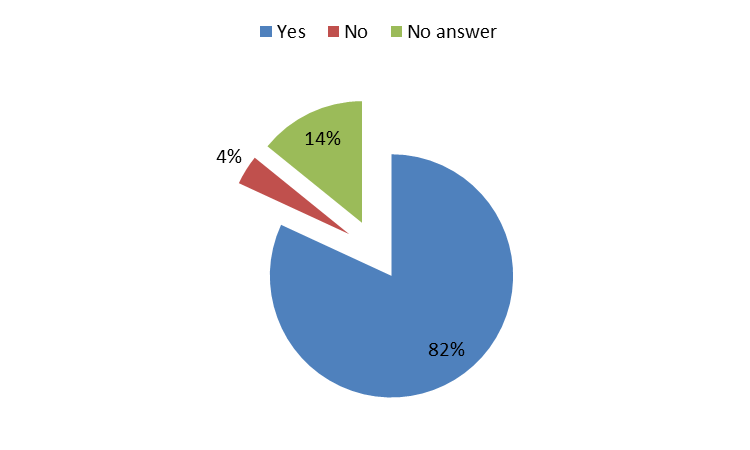 Yes No No answer
14%
4%
82%